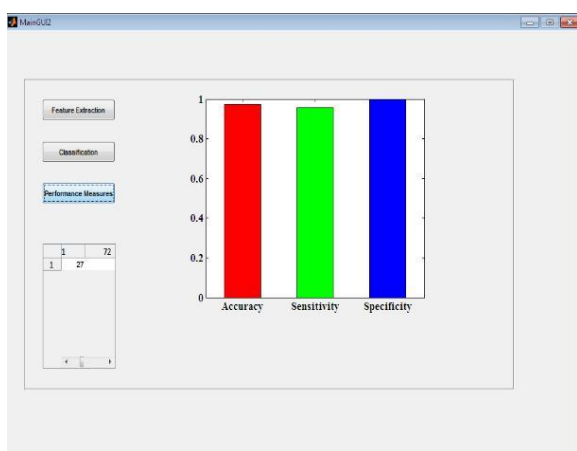 MainGUI2
Feature Extraction
Classification
Performance Measures
1 72
1 27
1
0.8
0.6
0.4
0.2
0
Accuracy Sensitivity Specificity